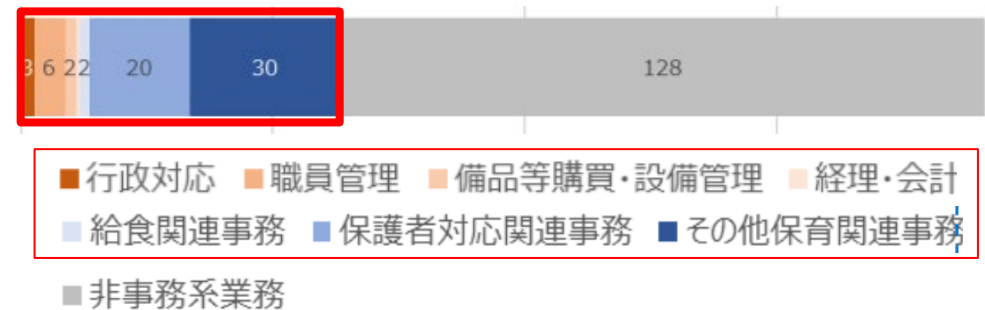 3 6 2 2 20 30 128
■行政対応 ■職員管理 ■備品等購買・設備管理 ■経理・会計
■給食関連事務 ■保護者対応関連事務 ■その他保育関連事務
■非事務系業務